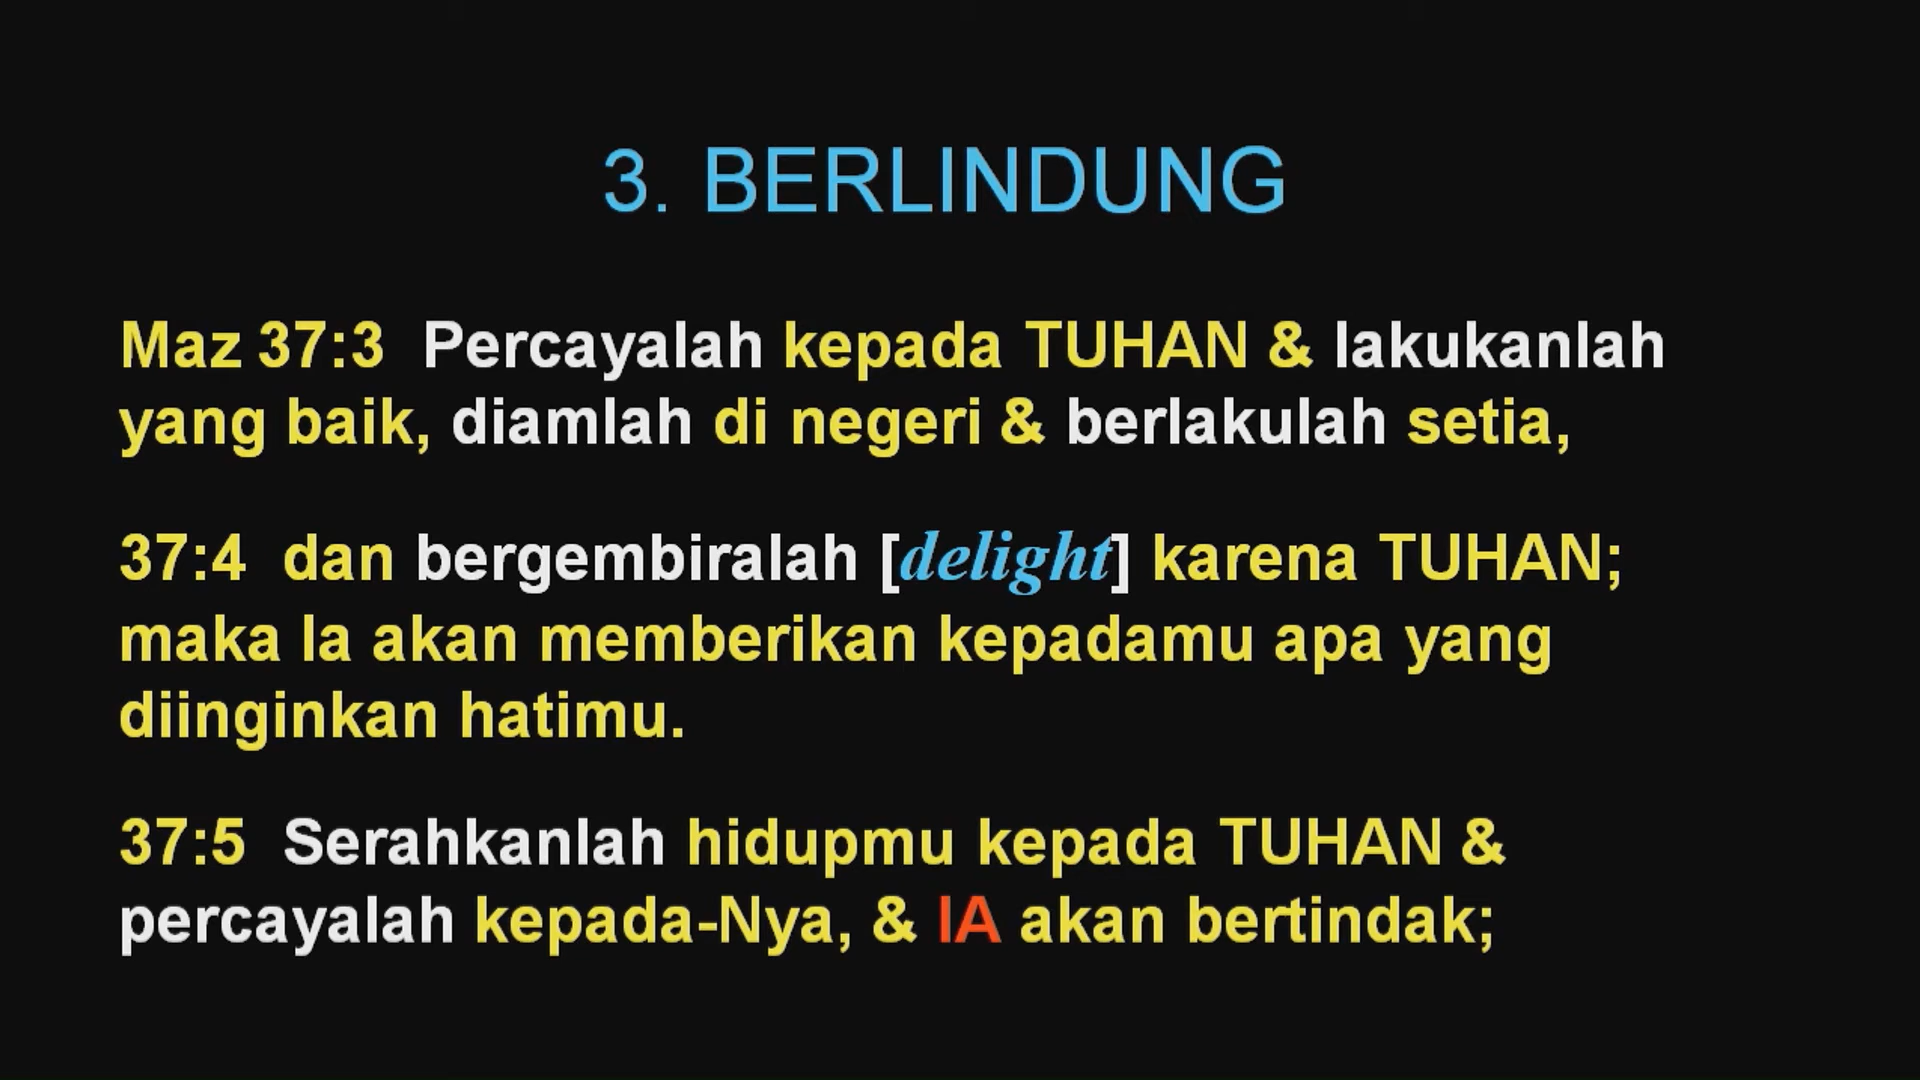 3. BERLINDUNG
Maz 37:3 Percayalah kepada TUHAN & lakukanlah
yang baik, diamlah di negeri & berlakulah setia,
37:4 dan bergembiralah [delight] karena TUHAN;
maka Ia akan memberikan kepadamu apa yang
diinginkan hatimu.
37:5 Serahkanlah hidupmu kepada TUHAN &
percayalah kepada-Nya, & IA akan bertindak;